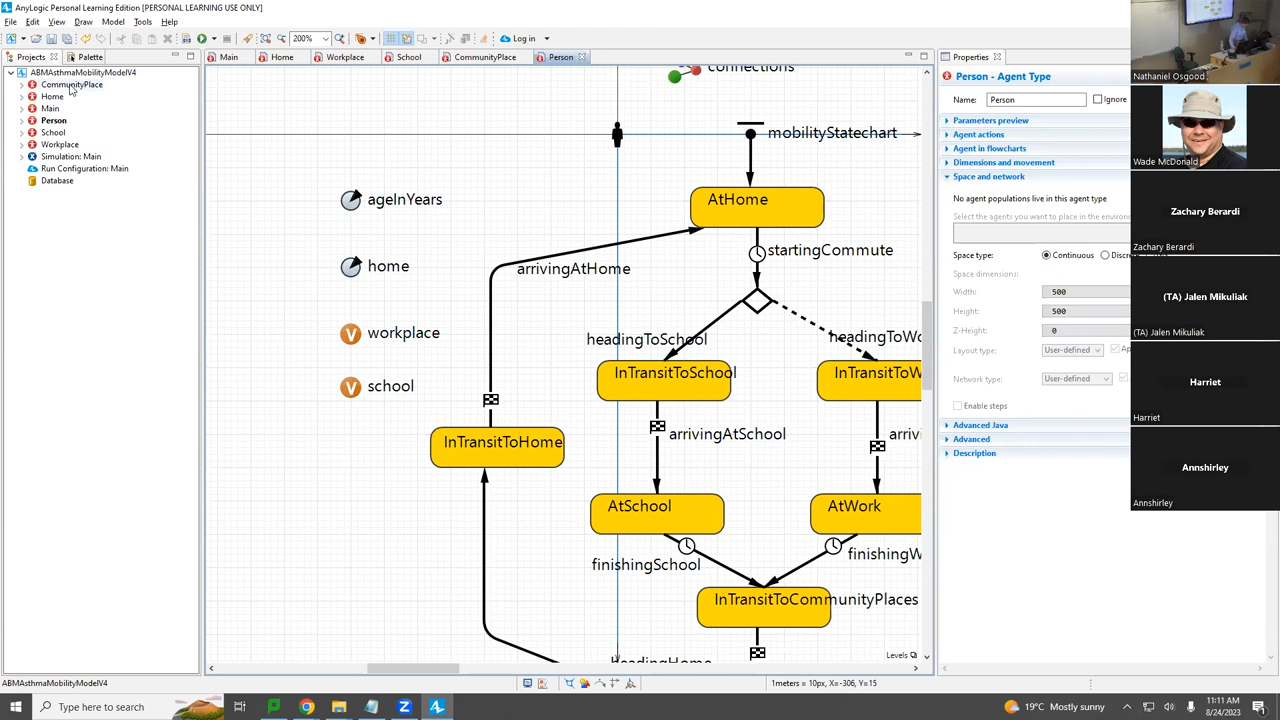 AnyLogic Personal Learning Edition [PERSONAL LEARNING USE ONLY]
File Edit View Draw Model Tools Help
200%
Log in
Projects
Palette
Main
Home
Workplace
School
CommunityPlace
Person
Properties
ABMAsthmaMobilityModelV4
CommunityPlace
Home
Main
Person
School
Workplace
Simulation: Main
Run Configuration: Main
Database
connections
mobilityStatechart
ageInYears
home
workplace
school
AtHome
startingCommute
arrivingAtHome
headingToSchool
headingToWo
InTransitToSchool
InTransitToW
arrivingAtSchool
arrivi
InTransitToHome
AtSchool
AtWork
finishingSchool
finishingW
InTransitToCommunityPlaces
headingHome
Levels
Person - Agent Type
Name: Person
Ignore
Parameters preview
Agent actions
Agent in flowcharts
Dimensions and movement
Space and network
No agent populations live in this agent type
Select the agents you want to place in the environ
Space type: Continuous Discre
Space dimensions:
Width: 500
Height: 500
Z-Height: 0
Layout type: User-defined Ap
Network type: User-defined
Enable steps
Advanced Java
Advanced
Description
Nathaniel Osgood
Wade McDonald
Zachary Berardi
Zachary Berardi
(TA) Jalen Mikuliak
(TA) Jalen Mikuliak
Harriet
Harriet
Annshirley
Annshirley
ABMAsthmaMobilityModelV4
1meters = 10px, X=-306, Y=15
Type here to search
19°C Mostly sunny
11:11 AM
8/24/2023
1